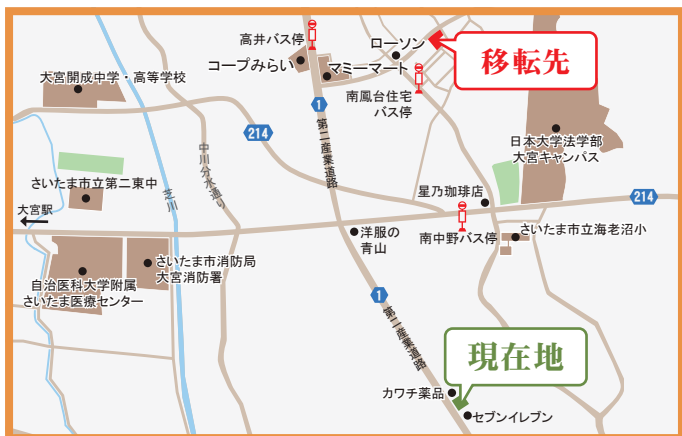 高井バス停
ローソン
移転先
コープみらい
マミーマート
大宮開成中学・高等学校
南鳳台住宅
バス停
1
第二産業道路
214
中川分水通り
日本大学法学部
大宮キャンパス
さいたま市立第二東中
芝川
星乃珈琲店
214
大宮駅
洋服の
青山
南中野バス停
さいたま市立海老沼小
さいたま市消防局
大宮消防署
自治医科大学附属
さいたま医療センター
1
第二産業道路
現在地
カワチ薬品
セブンイレブン